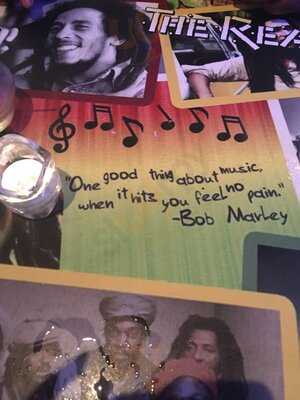 THE REA
"One good thing about music,
when it hits you feel no pain."
-Bob Marley